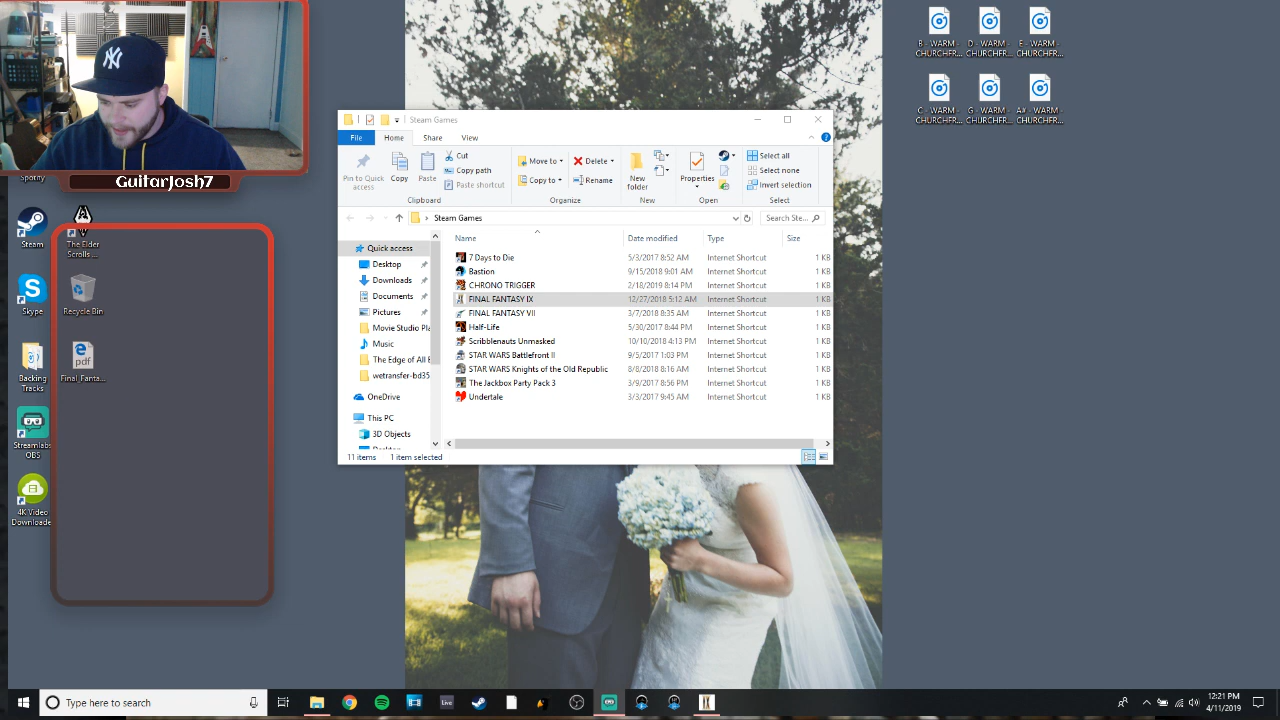 NY
GuitarJosh7
Spotify
Steam
The Elder
Scrolls ...
Skype
Recycle Bin
pdf
Backing
Tracks
Final_Fanta...
Streamlabs
OBS
4K Video
Downloade
B - WARM -
CHURCHFR...
D - WARM -
CHURCHFR...
E - WARM -
CHURCHFR...
C - WARM -
CHURCHFR...
G - WARM -
CHURCHFR...
A# - WARM -
CHURCHFR...
Steam Games
File Home Share View
Pin to Quick
access
Copy
Paste
Cut
Copy path
Paste shortcut
Move to
Copy to
Delete
Rename
New
folder
Properties
Select all
Select none
Invert selection
Clipboard Organize New Open Select
Steam Games
Search Ste...
Name Date modified Type Size
Quick access
Desktop
Downloads
Documents
Pictures
Movie Studio Pla
Music
The Edge of All E
wetransfer-bd35
OneDrive
This PC
3D Objects
Desktop
7 Days to Die 5/3/2017 8:52 AM Internet Shortcut 1 KB
Bastion 9/15/2018 9:01 AM Internet Shortcut 1 KB
CHRONO TRIGGER 2/18/2019 8:14 PM Internet Shortcut 1 KB
FINAL FANTASY IX 12/27/2018 5:12 AM Internet Shortcut 1 KB
FINAL FANTASY VII 3/7/2018 8:35 AM Internet Shortcut 1 KB
Half-Life 5/30/2017 8:44 PM Internet Shortcut 1 KB
Scribblenauts Unmasked 10/10/2018 4:13 PM Internet Shortcut 1 KB
STAR WARS Battlefront II 9/5/2017 1:03 PM Internet Shortcut 1 KB
STAR WARS Knights of the Old Republic 8/8/2018 8:16 AM Internet Shortcut 1 KB
The Jackbox Party Pack 3 3/9/2017 8:56 PM Internet Shortcut 1 KB
Undertale 3/3/2017 9:45 AM Internet Shortcut 1 KB
11 items 1 item selected
Type here to search
Live
12:21 PM
4/11/2019